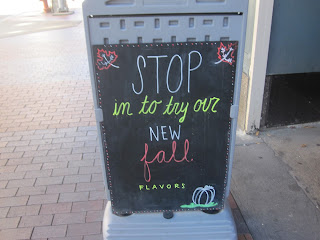 STOP
in to try our
NEW
fall
FLAVORS